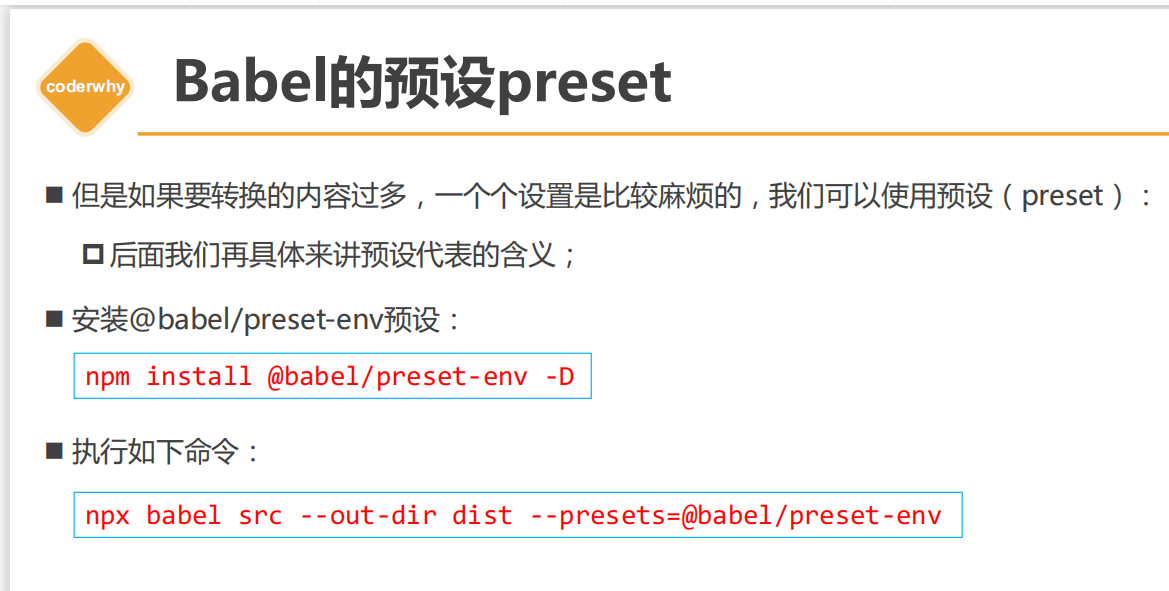 coderwhy
Babel的预设preset
但是如果要转换的内容过多，一个个设置是比较麻烦的，我们可以使用预设（preset）：
后面我们再具体来讲预设代表的含义；
安装@babel/preset-env预设：
npm install @babel/preset-env -D
执行如下命令：
npx babel src --out-dir dist --presets=@babel/preset-env